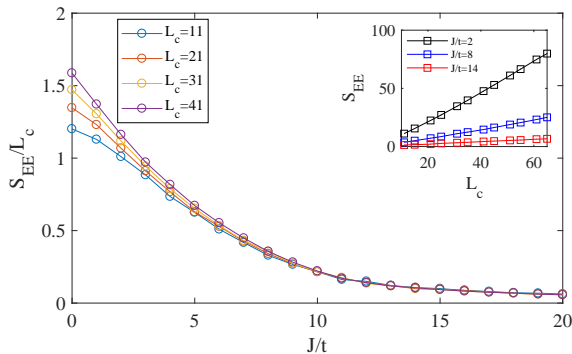 S_EE/L_c
2
1.5
1
0.5
0
0
5
10
15
20
J/t
L_c=11
L_c=21
L_c=31
L_c=41
S_EE
100
50
0
20
40
60
L_c
J/t=2
J/t=8
J/t=14